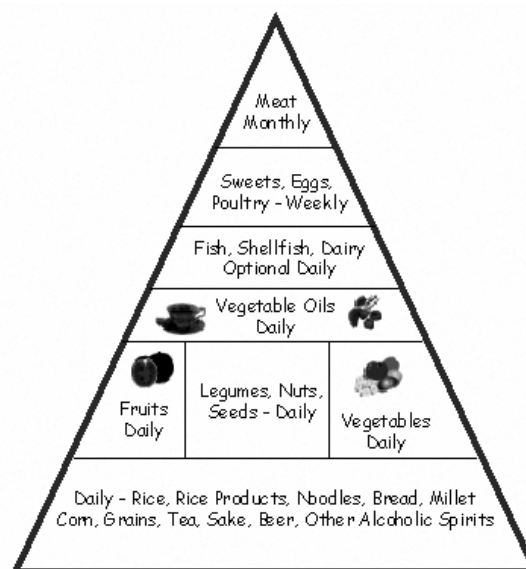 Meat
Monthly
Sweets, Eggs,
Poultry - Weekly
Fish, Shellfish, Dairy
Optional Daily
Vegetable Oils
Daily
Fruits
Daily
Legumes, Nuts,
Seeds - Daily
Vegetables
Daily
Daily - Rice, Rice Products, Noodles, Bread, Millet
Corn, Grains, Tea, Sake, Beer, Other Alcoholic Spirits